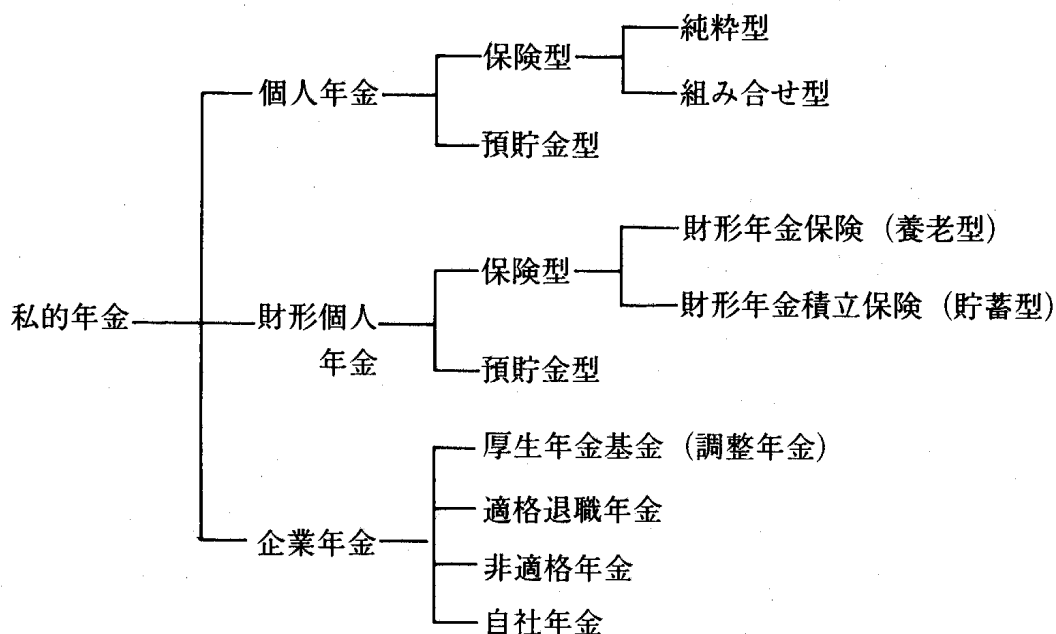 私的年金
個人年金
保険型
純粋型
組み合せ型
預貯金型
財形個人
年金
保険型
財形年金保険（養老型）
財形年金積立保険（貯蓄型）
預貯金型
企業年金
厚生年金基金（調整年金）
適格退職年金
非適格年金
自社年金